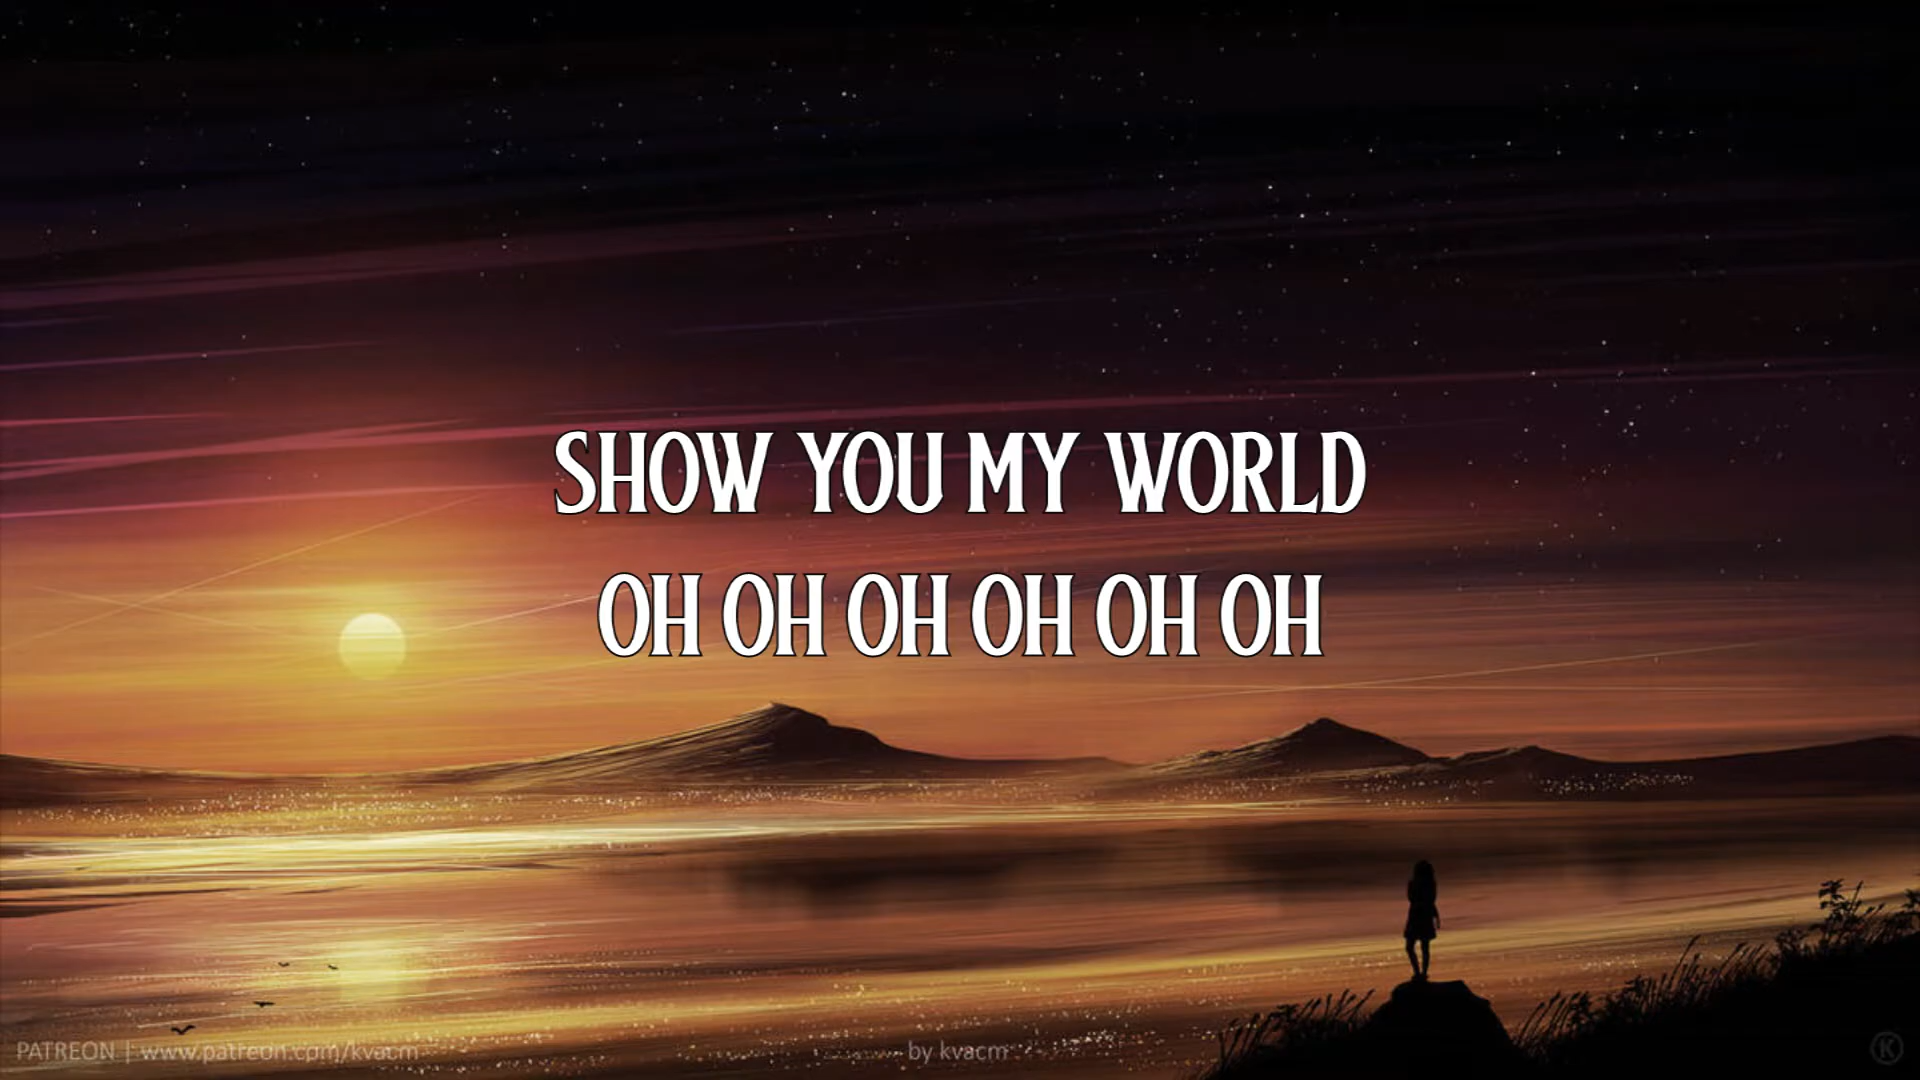 SHOW YOU MY WORLD
OH OH OH OH OH OH
PATREON | www.patreon.com/kvacm
by kvacm
K